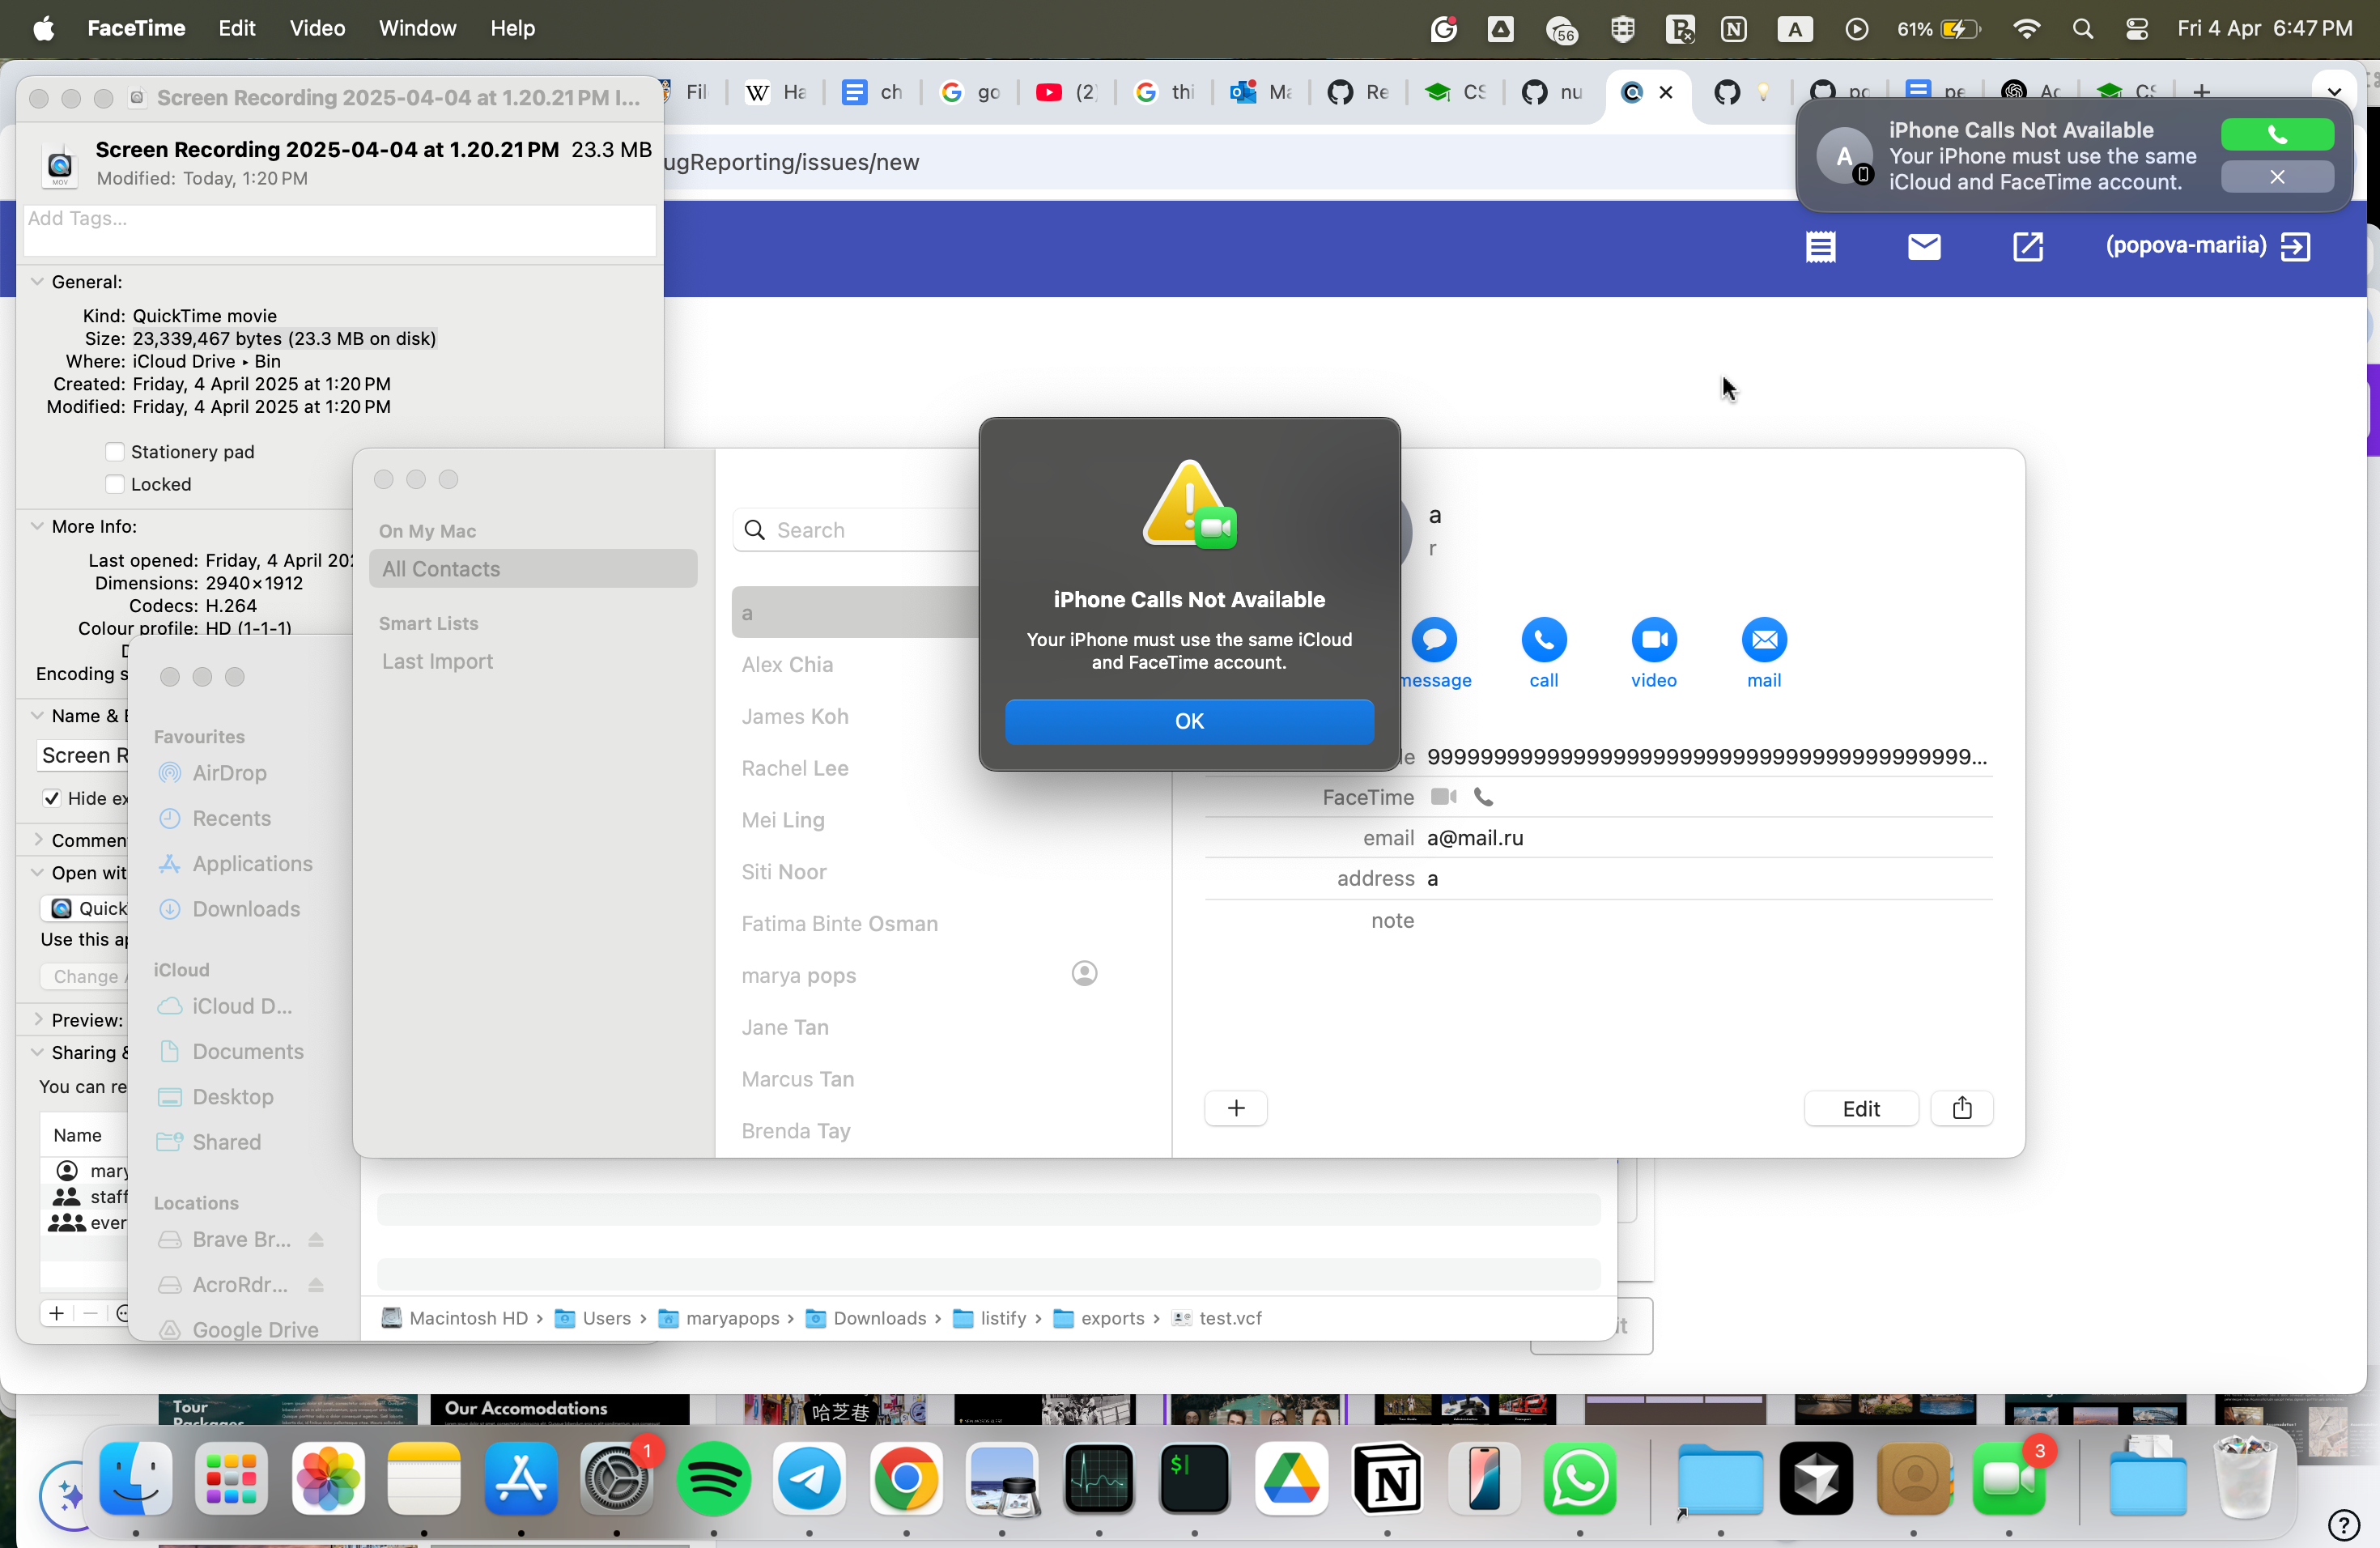 FaceTime Edit Video Window Help
56
A
61%
Fri 4 Apr 6:47 PM
Screen Recording 2025-04-04 at 1.20.21 PM I...
Fil
Ha
ch
go
(2
thi
Ma
Re
CS
nu
pc
pe
Ac
CS
Screen Recording 2025-04-04 at 1.20.21 PM 23.3 MB
Modified: Today, 1:20 PM
Add Tags...
ugReporting/issues/new
A
iPhone Calls Not Available
Your iPhone must use the same
iCloud and FaceTime account.
(popova-mariia)
General:
Kind: QuickTime movie
Size: 23,339,467 bytes (23.3 MB on disk)
Where: iCloud Drive ▸ Bin
Created: Friday, 4 April 2025 at 1:20 PM
Modified: Friday, 4 April 2025 at 1:20 PM
Stationery pad
Locked
More Info:
Last opened: Friday, 4 April 202
Dimensions: 2940×1912
Codecs: H.264
Colour profile: HD (1-1-1)
Encoding s
Name & E
Screen R
Hide ex
Commen
Open wit
Quick
Use this ap
Change A
Preview:
Sharing &
You can re
Name
mary
staff
ever
Favourites
AirDrop
Recents
Applications
Downloads
iCloud
iCloud D...
Documents
Desktop
Shared
Locations
Brave Br...
AcroRdr...
Google Drive
On My Mac
All Contacts
Smart Lists
Last Import
Search
a
Alex Chia
James Koh
Rachel Lee
Mei Ling
Siti Noor
Fatima Binte Osman
marya pops
Jane Tan
Marcus Tan
Brenda Tay
iPhone Calls Not Available
Your iPhone must use the same iCloud
and FaceTime account.
OK
a
r
message
call
video
mail
FaceTime
email a@mail.ru
address a
note
Edit
Macintosh HD › Users › maryapops › Downloads › listify › exports › test.vcf
it
Tour
Packages
Our Accomodations
哈芝巷
1
3